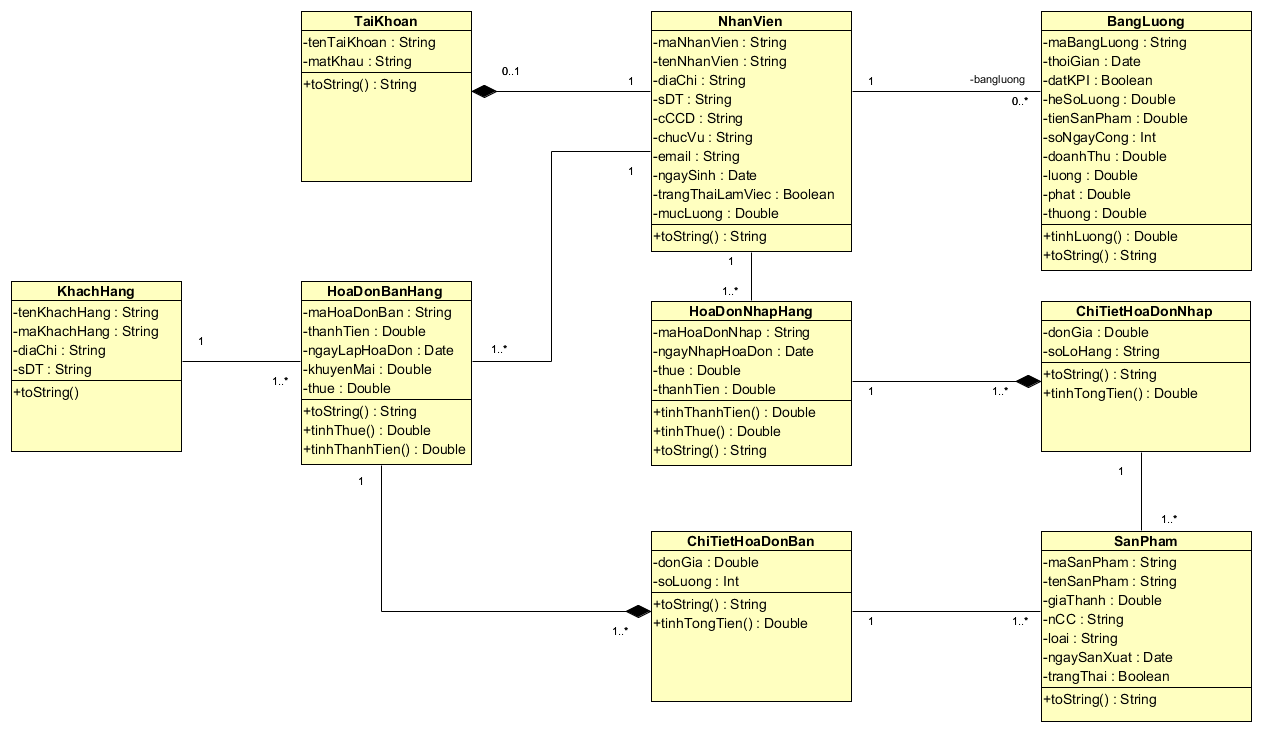 TaiKhoan
-tenTaiKhoan : String
-matKhau : String
+toString() : String
0..1
1
NhanVien
-maNhanVien : String
-tenNhanVien : String
-diaChi : String
-sDT : String
-cCCD : String
-chucVu : String
-email : String
-ngaySinh : Date
-trangThaiLamViec : Boolean
-mucLuong : Double
+toString() : String
1
-bangluong
0..*
BangLuong
-maBangLuong : String
-thoiGian : Date
-datKPI : Boolean
-heSoLuong : Double
-tienSanPham : Double
-soNgayCong : Int
-doanhThu : Double
-luong : Double
-phat : Double
-thuong : Double
+tinhLuong() : Double
+toString() : String
1
1
1..*
KhachHang
-tenKhachHang : String
-maKhachHang : String
-diaChi : String
-sDT : String
+toString()
1
1..*
HoaDonBanHang
-maHoaDonBan : String
-thanhTien : Double
-ngayLapHoaDon : Date
-khuyenMai : Double
-thue : Double
+toString() : String
+tinhThue() : Double
+tinhThanhTien() : Double
1..*
HoaDonNhapHang
-maHoaDonNhap : String
-ngayNhapHoaDon : Date
-thue : Double
-thanhTien : Double
+tinhThanhTien() : Double
+tinhThue() : Double
+toString() : String
1
1..*
ChiTietHoaDonNhap
-donGia : Double
-soLoHang : String
+toString() : String
+tinhTongTien() : Double
1
1..*
1
1..*
ChiTietHoaDonBan
-donGia : Double
-soLuong : Int
+toString() : String
+tinhTongTien() : Double
1
1..*
SanPham
-maSanPham : String
-tenSanPham : String
-giaThanh : Double
-nCC : String
-loai : String
-ngaySanXuat : Date
-trangThai : Boolean
+toString() : String